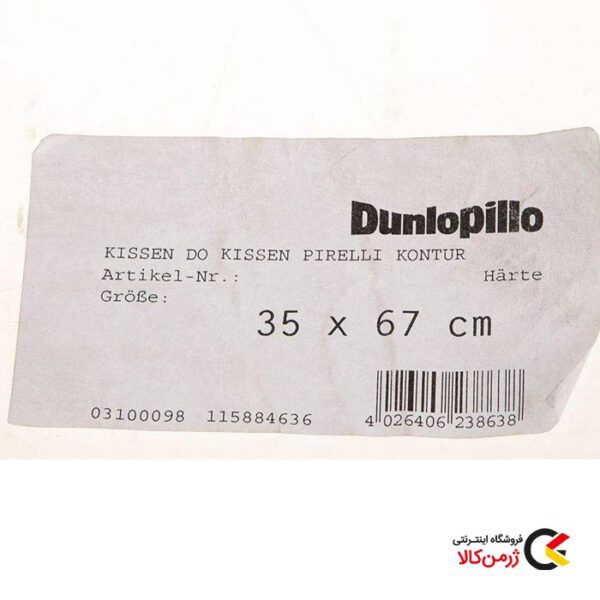 Dunlopillo
KISSEN DO KISSEN PIRELLI KONTUR
Artikel-Nr.: Härte
Größe:
35 x 67 cm
03100098 115884636 4 026406 238638
فروشگاه اینترنتی
ژرمن‌کالا